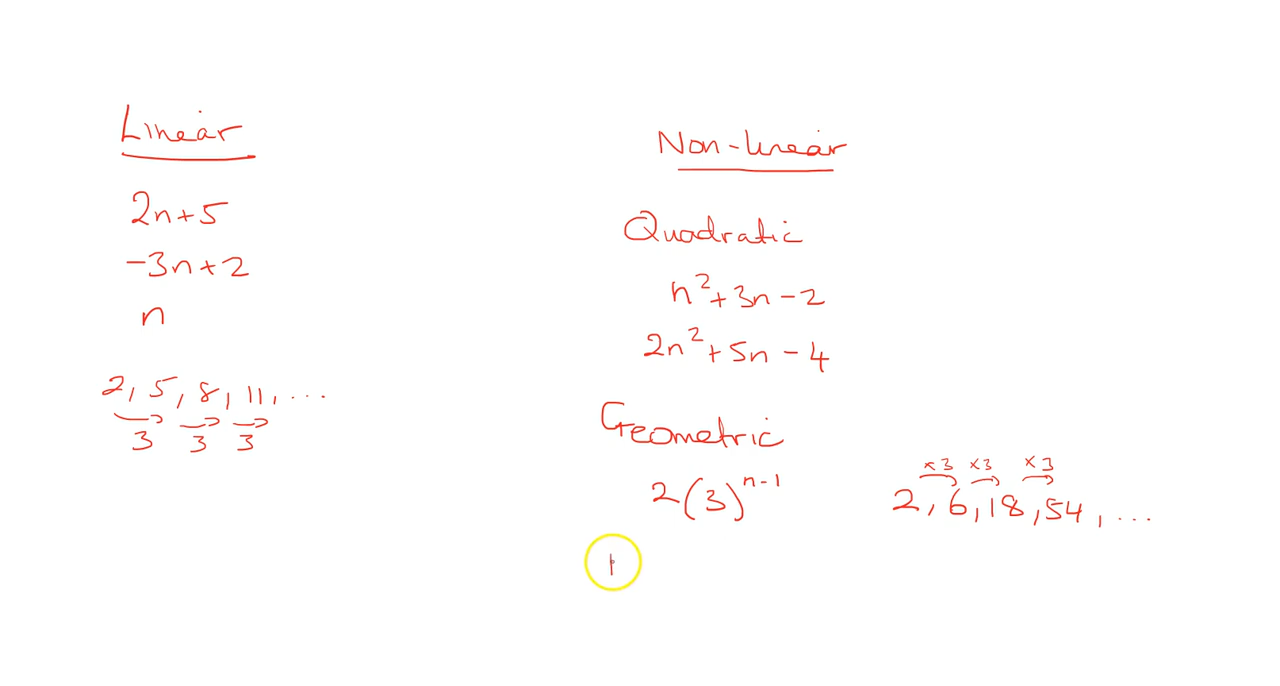 Linear
2n+5
-3n+2
n
2, 5, 8, 11, ...
3 3 3
Non-linear
Quadratic
n²+3n-2
2n²+5n-4
Geometric
2(3)ⁿ⁻¹
×3 ×3 ×3
2, 6, 18, 54, ...